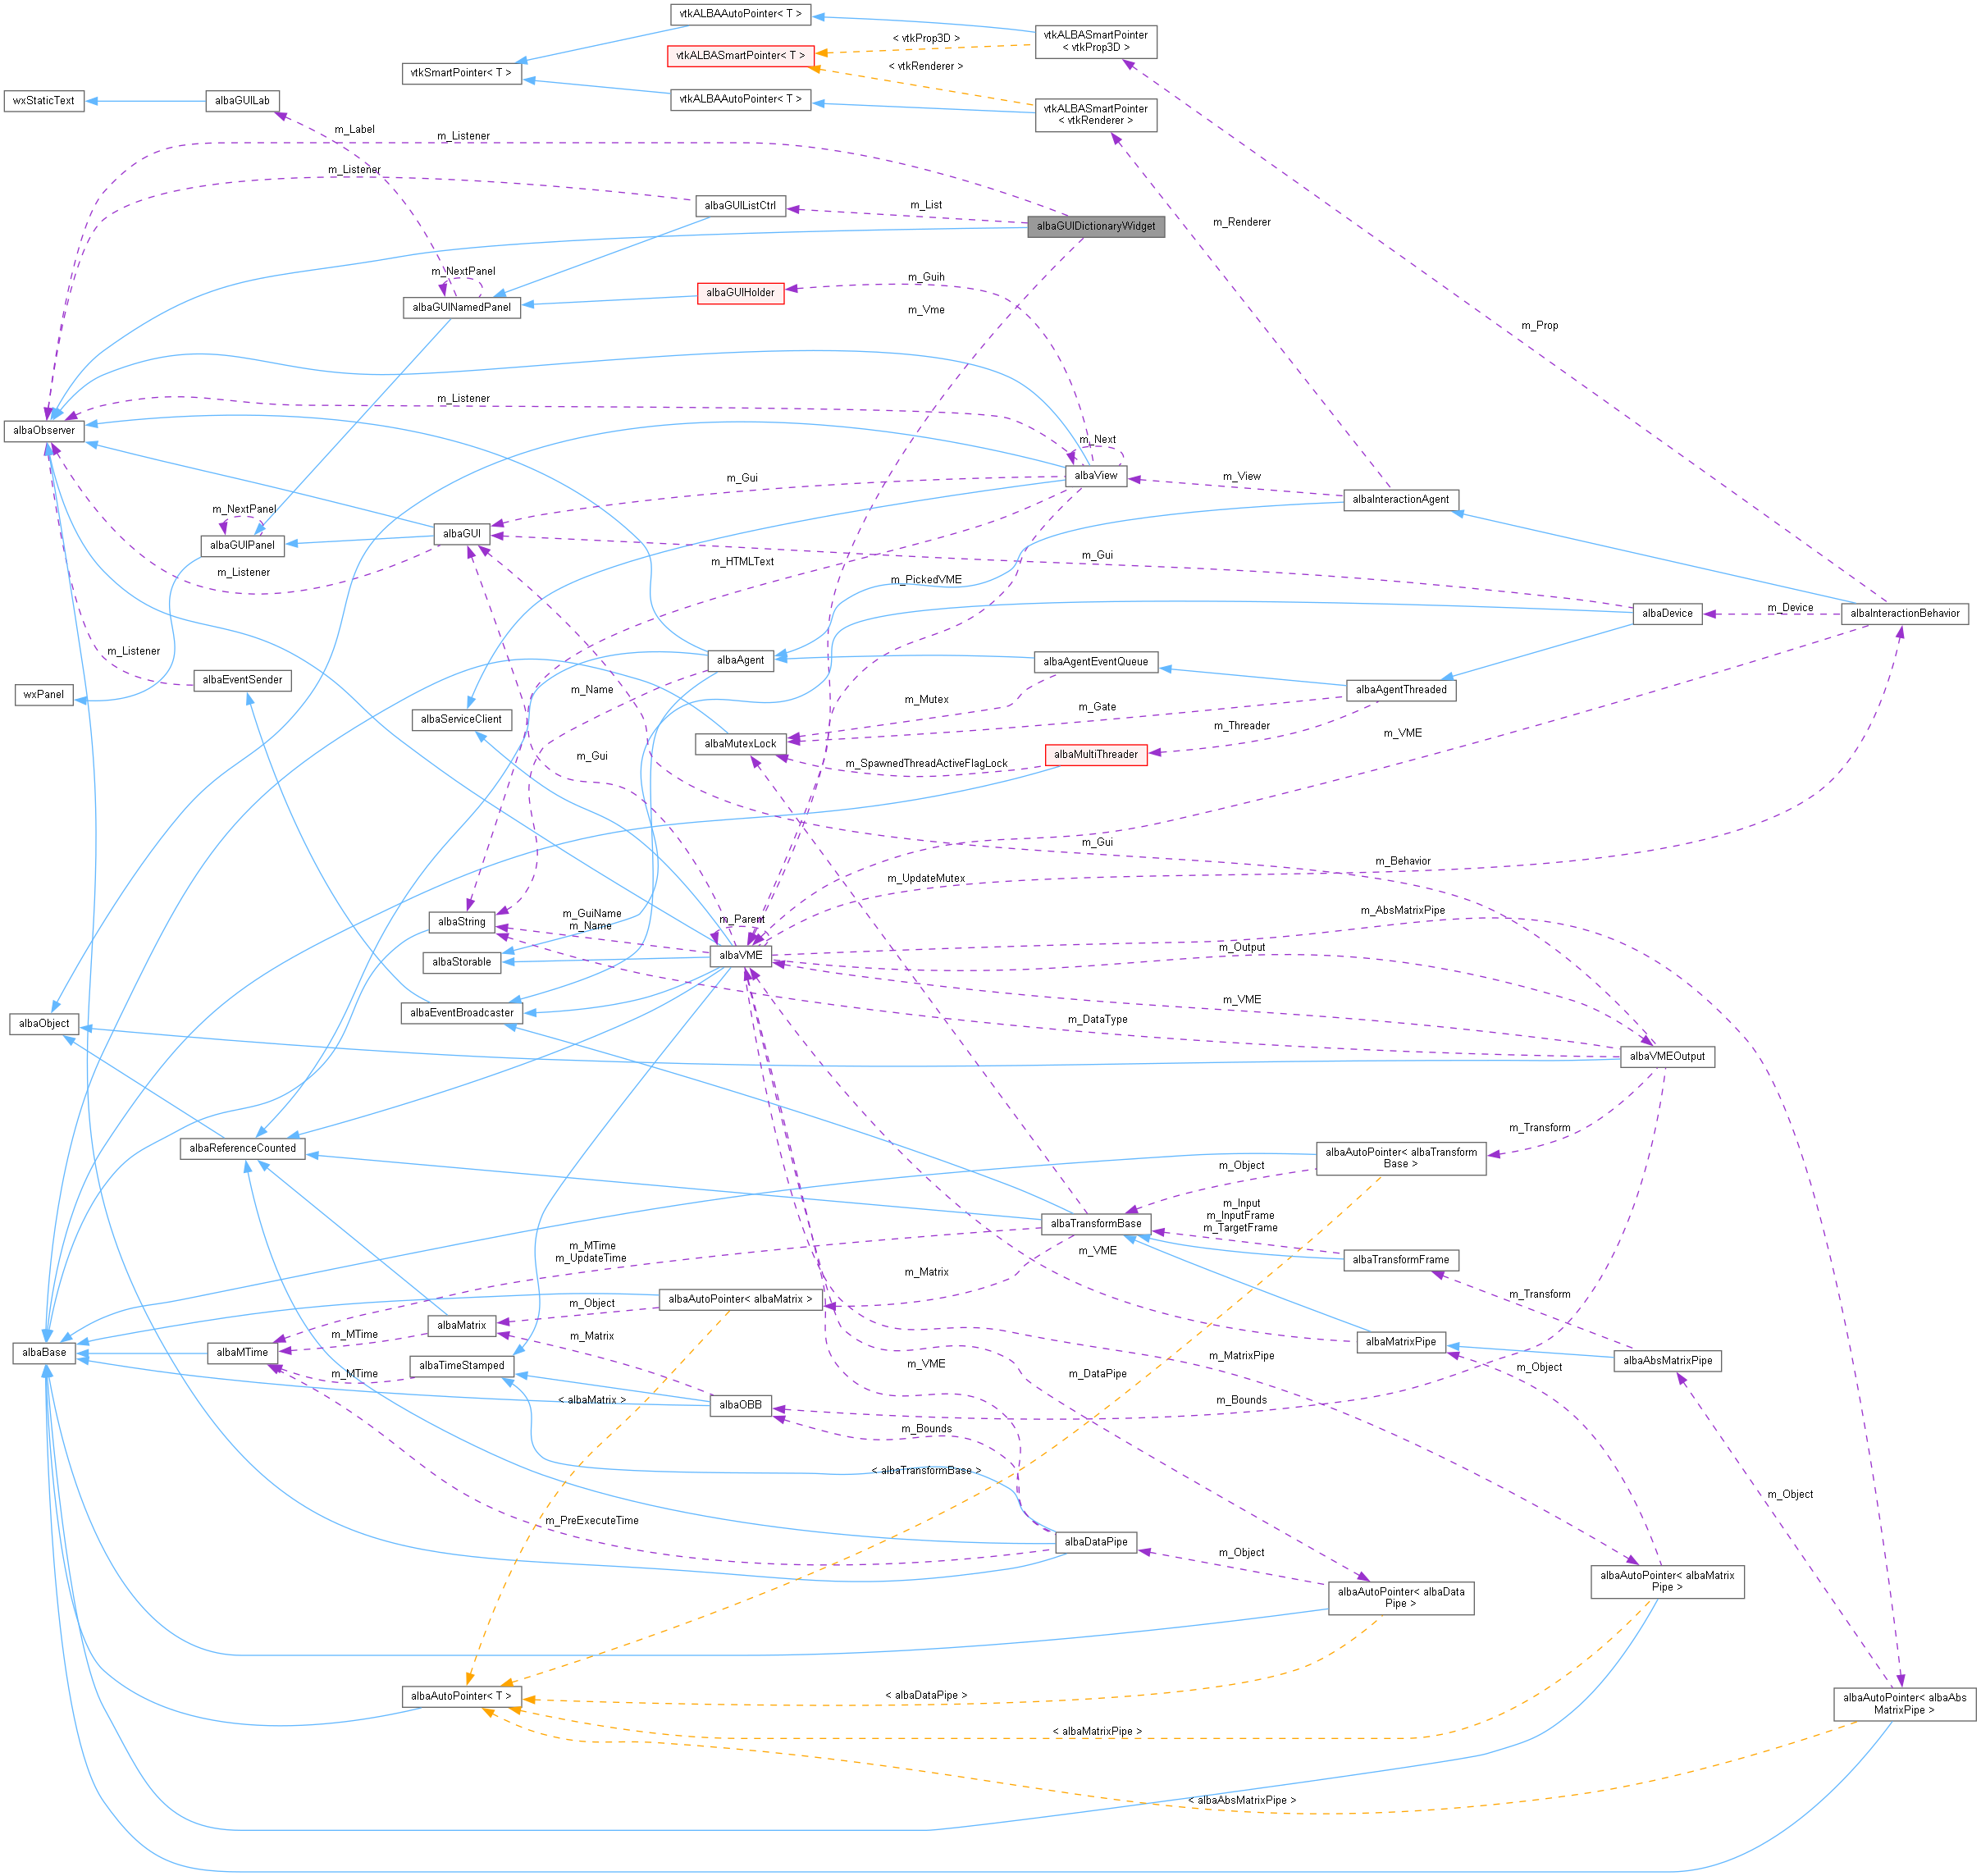 vtkALBAAutoPointer< T >
vtkALBASmartPointer
< vtkProp3D >
< vtkProp3D >
vtkALBASmartPointer< T >
< vtkRenderer >
vtkSmartPointer< T >
wxStaticText
albaGUILab
vtkALBAAutoPointer< T >
vtkALBASmartPointer
< vtkRenderer >
m_Label
m_Listener
m_Listener
albaGUIListCtrl
m_List
albaGUIDictionaryWidget
m_Renderer
m_NextPanel
m_Guih
albaGUIHolder
albaGUINamedPanel
m_Vme
m_Prop
m_Listener
albaObserver
m_Next
albaView
m_Gui
m_View
albaInteractionAgent
m_NextPanel
albaGUI
albaGUIPanel
m_Listener
m_HTMLText
m_Gui
m_PickedVME
m_Device
albaDevice
albaInteractionBehavior
m_Listener
albaAgent
albaAgentEventQueue
albaEventSender
wxPanel
m_Name
albaAgentThreaded
m_Mutex
m_Gate
albaServiceClient
m_Threader
m_VME
albaMutexLock
m_Gui
m_SpawnedThreadActiveFlagLock
albaMultiThreader
m_Gui
m_UpdateMutex
m_Behavior
albaString
m_GuiName
m_Name
m_Parent
m_AbsMatrixPipe
albaVME
m_Output
albaStorable
m_VME
albaEventBroadcaster
albaObject
m_DataType
albaVMEOutput
m_Transform
albaReferenceCounted
albaAutoPointer< albaTransform
Base >
m_Object
m_Input
m_InputFrame
m_TargetFrame
albaTransformBase
m_MTime
m_UpdateTime
m_VME
albaTransformFrame
m_Matrix
m_Transform
albaAutoPointer< albaMatrix >
m_Object
albaMatrix
m_MTime
m_Matrix
albaMatrixPipe
albaBase
albaMTime
albaTimeStamped
m_VME
m_MatrixPipe
albaAbsMatrixPipe
m_MTime
m_DataPipe
m_Object
< albaMatrix >
albaOBB
m_Bounds
m_Bounds
< albaTransformBase >
m_Object
m_PreExecuteTime
albaDataPipe
m_Object
albaAutoPointer< albaData
Pipe >
albaAutoPointer< albaMatrix
Pipe >
albaAutoPointer< T >
< albaDataPipe >
albaAutoPointer< albaAbs
MatrixPipe >
< albaMatrixPipe >
< albaAbsMatrixPipe >